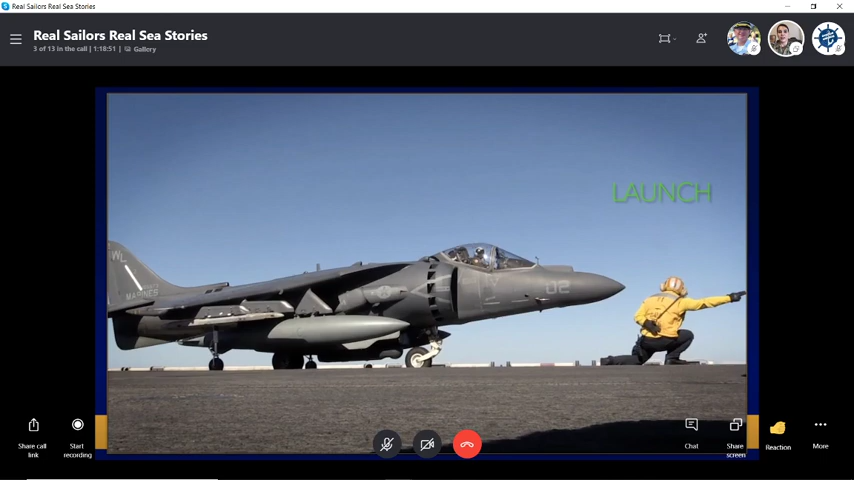 Real Sailors Real Sea Stories
Real Sailors Real Sea Stories
3 of 13 in the call | 1:18:51 | Gallery
LAUNCH
WL
MARINES
02
Share call
link
Start
recording
Chat
Share
screen
Reaction
More